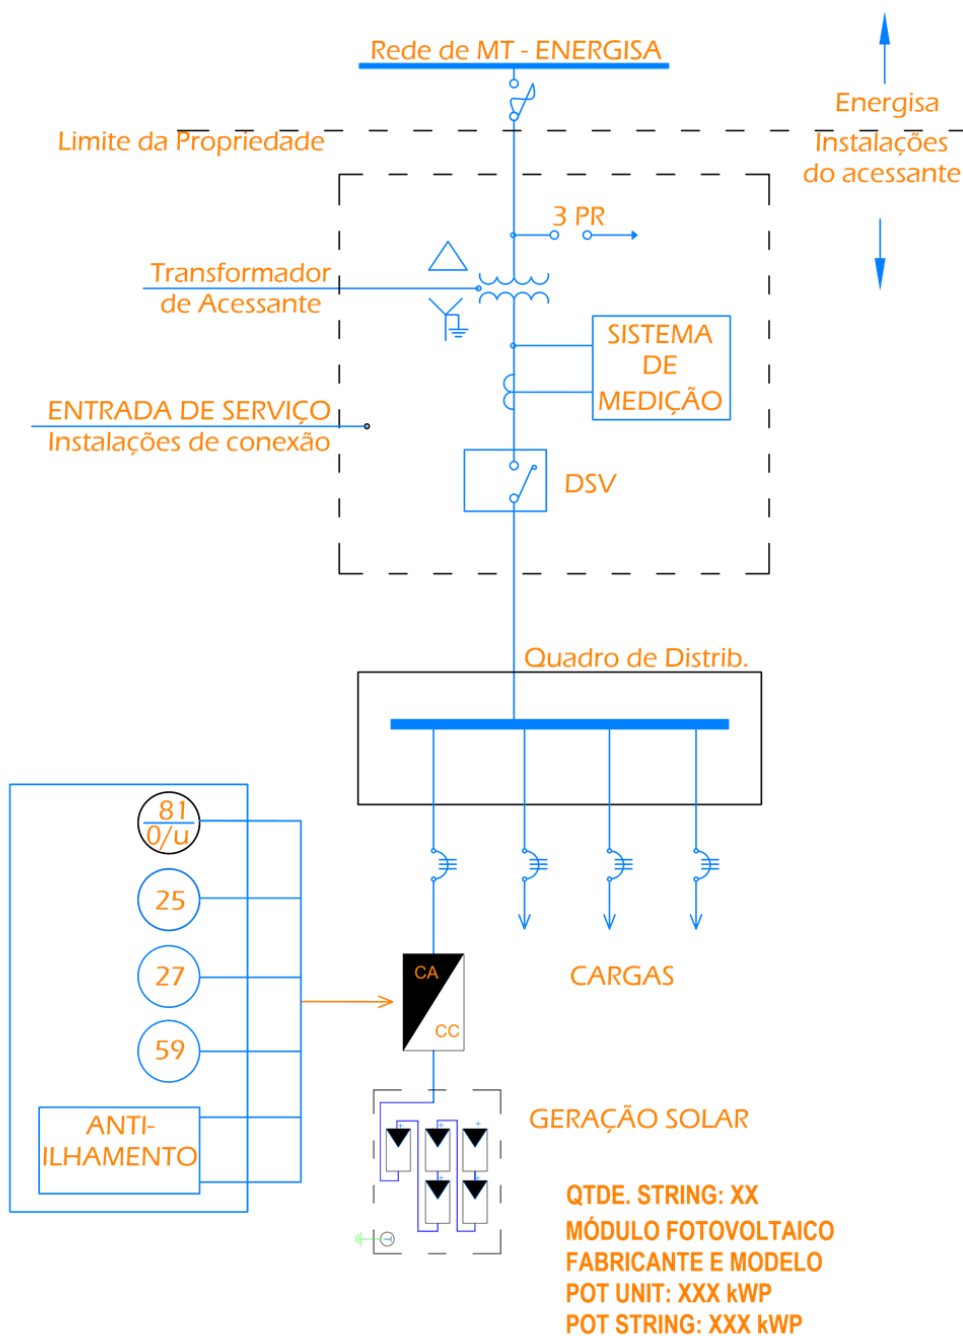 Rede de MT - ENERGISA
Energisa
Limite da Propriedade
Instalações
do acessante
3 PR
Transformador
de Acessante
SISTEMA
DE
MEDIÇÃO
ENTRADA DE SERVIÇO
Instalações de conexão
DSV
Quadro de Distrib.
81
0/u
25
27
59
ANTI-
ILHAMENTO
CA
CC
CARGAS
GERAÇÃO SOLAR
QTDE. STRING: XX
MÓDULO FOTOVOLTAICO
FABRICANTE E MODELO
POT UNIT: XXX kWP
POT STRING: XXX kWP